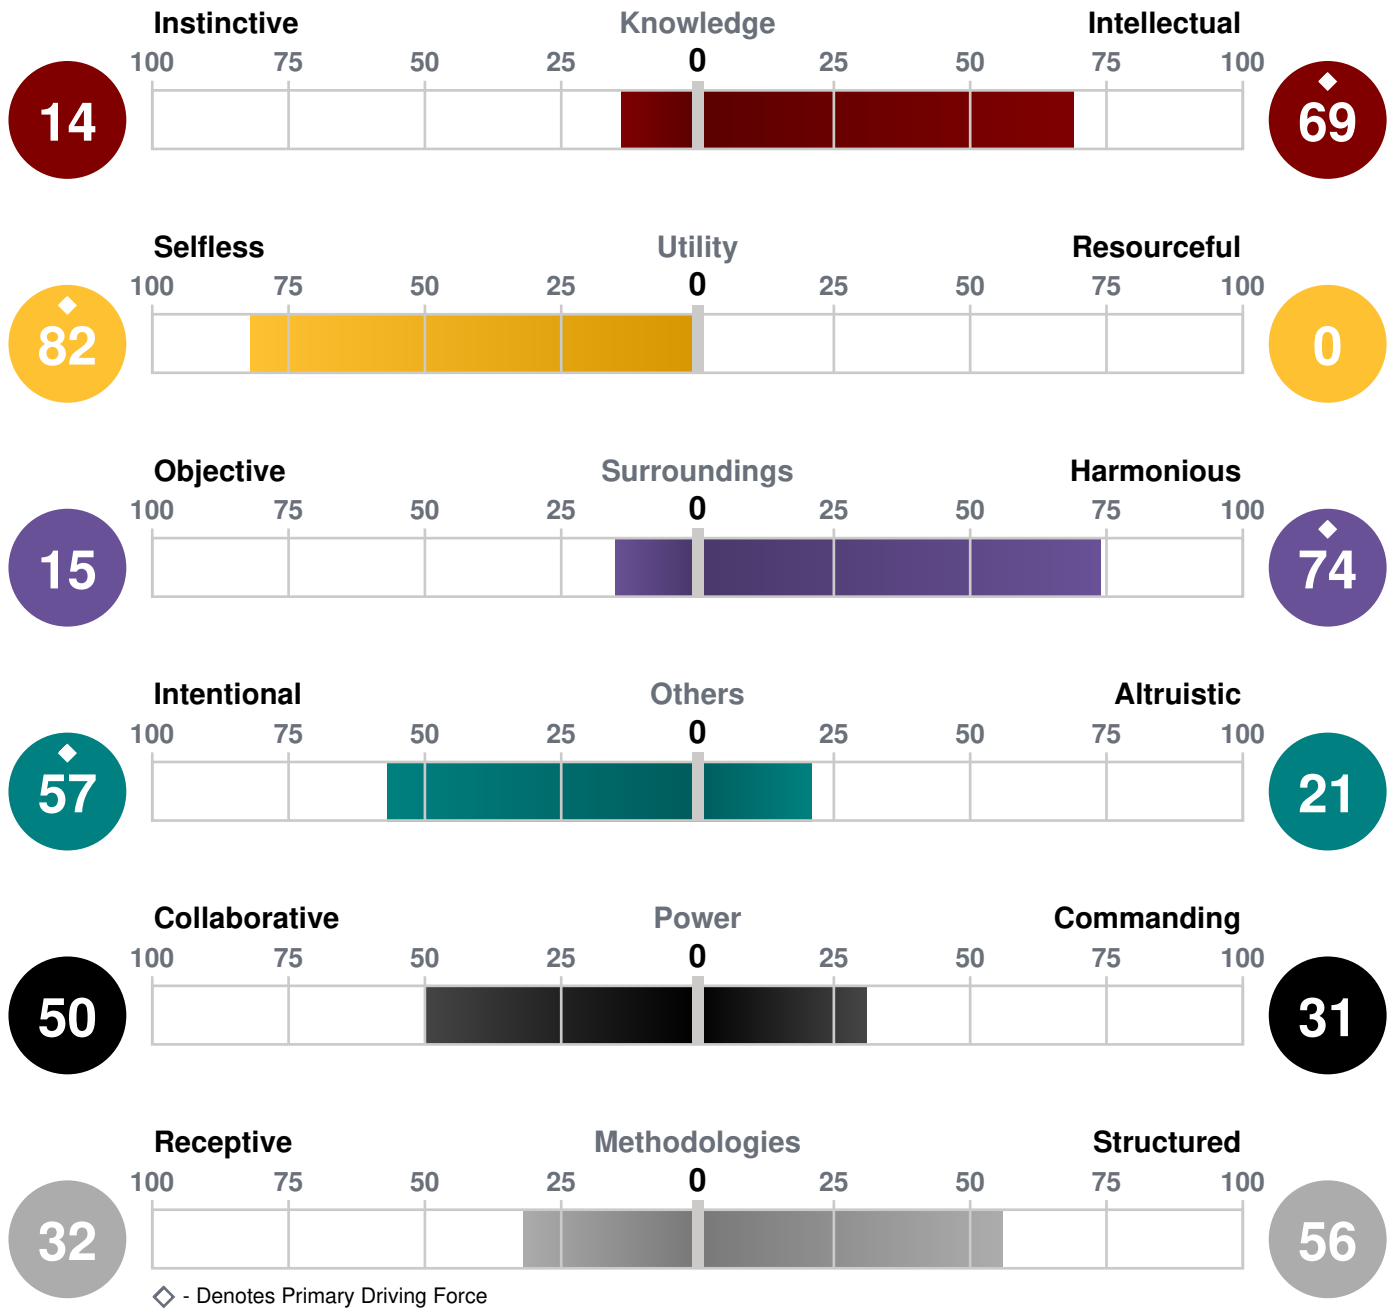 Instinctive Knowledge Intellectual
100 75 50 25 0 25 50 75 100
14 69
Selfless Utility Resourceful
100 75 50 25 0 25 50 75 100
82 0
Objective Surroundings Harmonious
100 75 50 25 0 25 50 75 100
15 74
Intentional Others Altruistic
100 75 50 25 0 25 50 75 100
57 21
Collaborative Power Commanding
100 75 50 25 0 25 50 75 100
50 31
Receptive Methodologies Structured
100 75 50 25 0 25 50 75 100
32 56
- Denotes Primary Driving Force